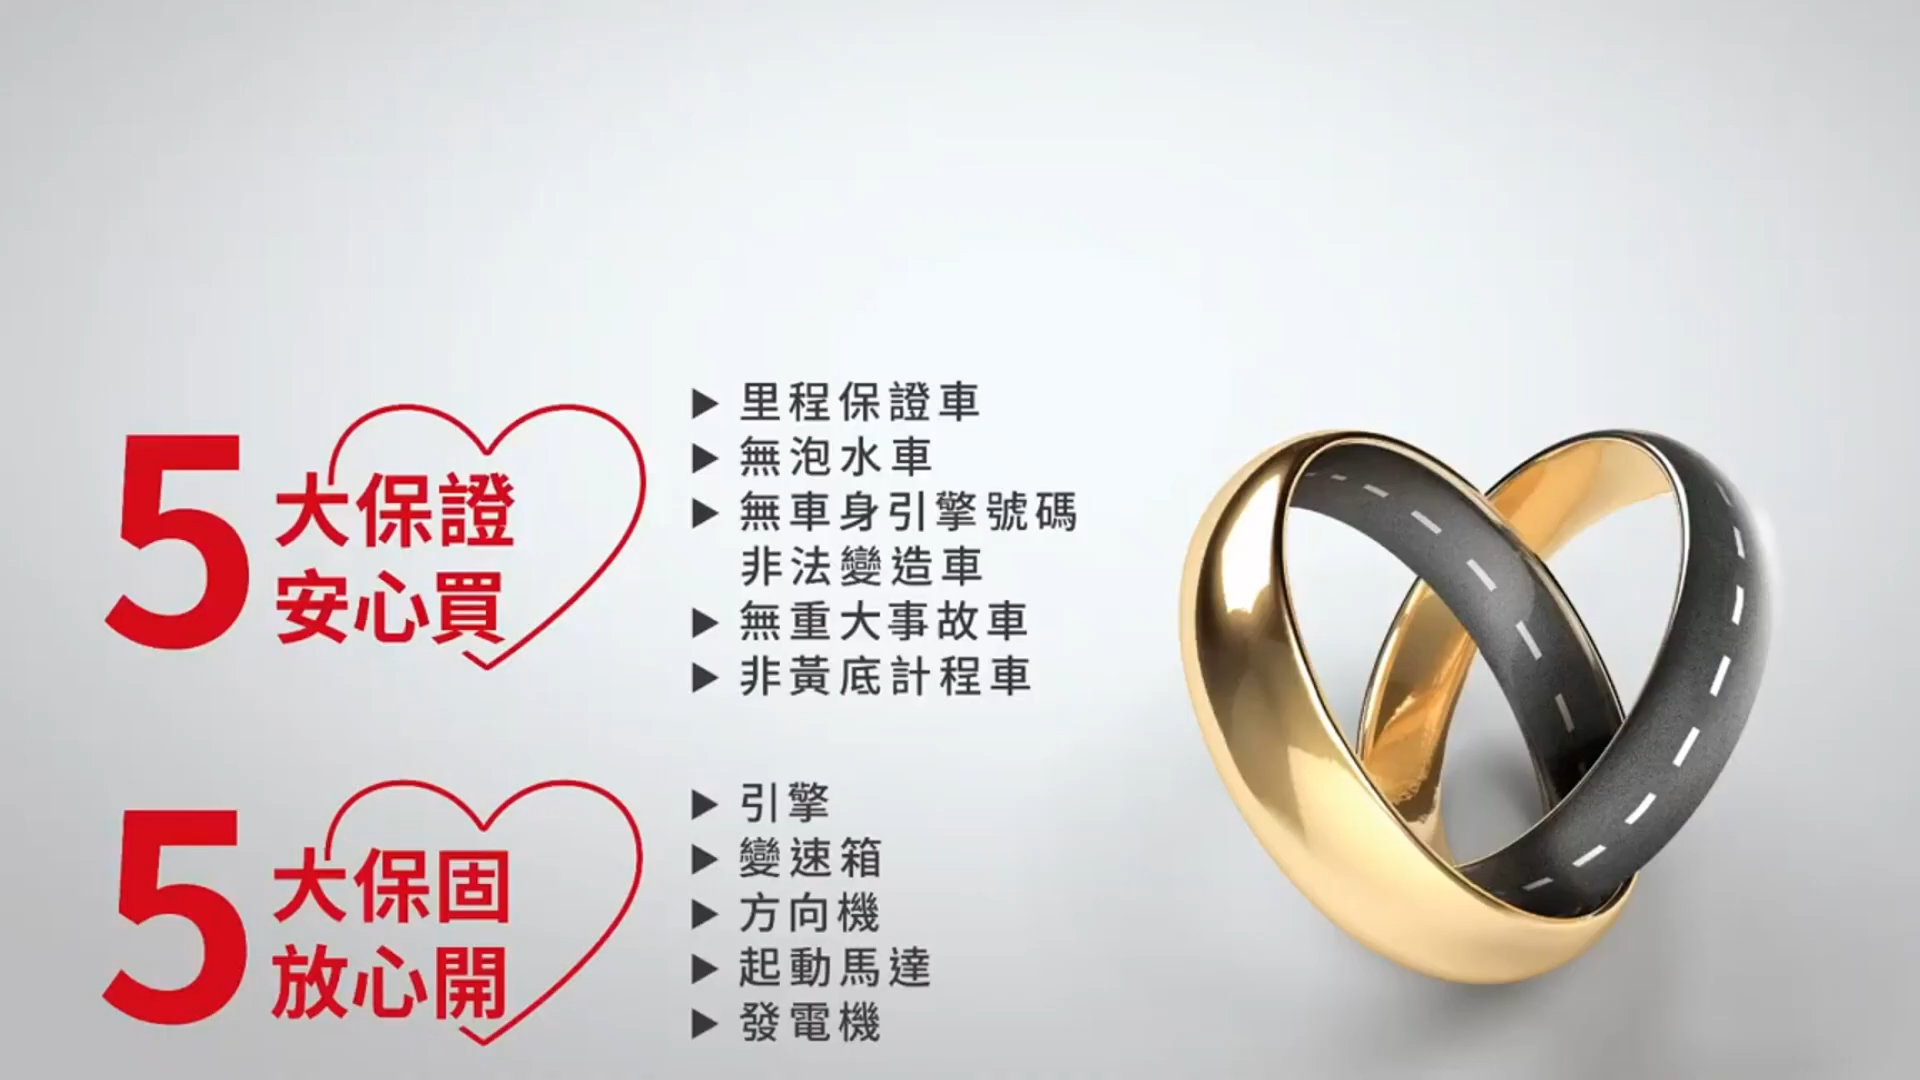 5大保證
安心買
▶ 里程保證車
▶ 無泡水車
▶ 無車身引擎號碼
非法變造車
▶ 無重大事故車
▶ 非黃底計程車
5大保固
放心開
▶ 引擎
▶ 變速箱
▶ 方向機
▶ 起動馬達
▶ 發電機